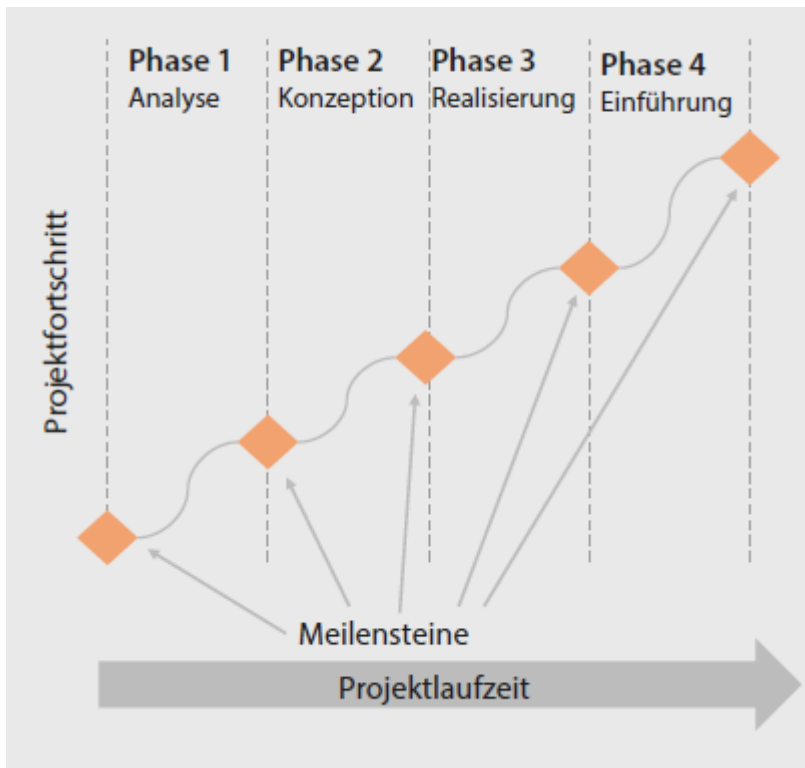 Phase 1
Analyse
Phase 2
Konzeption
Phase 3
Realisierung
Phase 4
Einführung
Projektfortschritt
Meilensteine
Projektlaufzeit